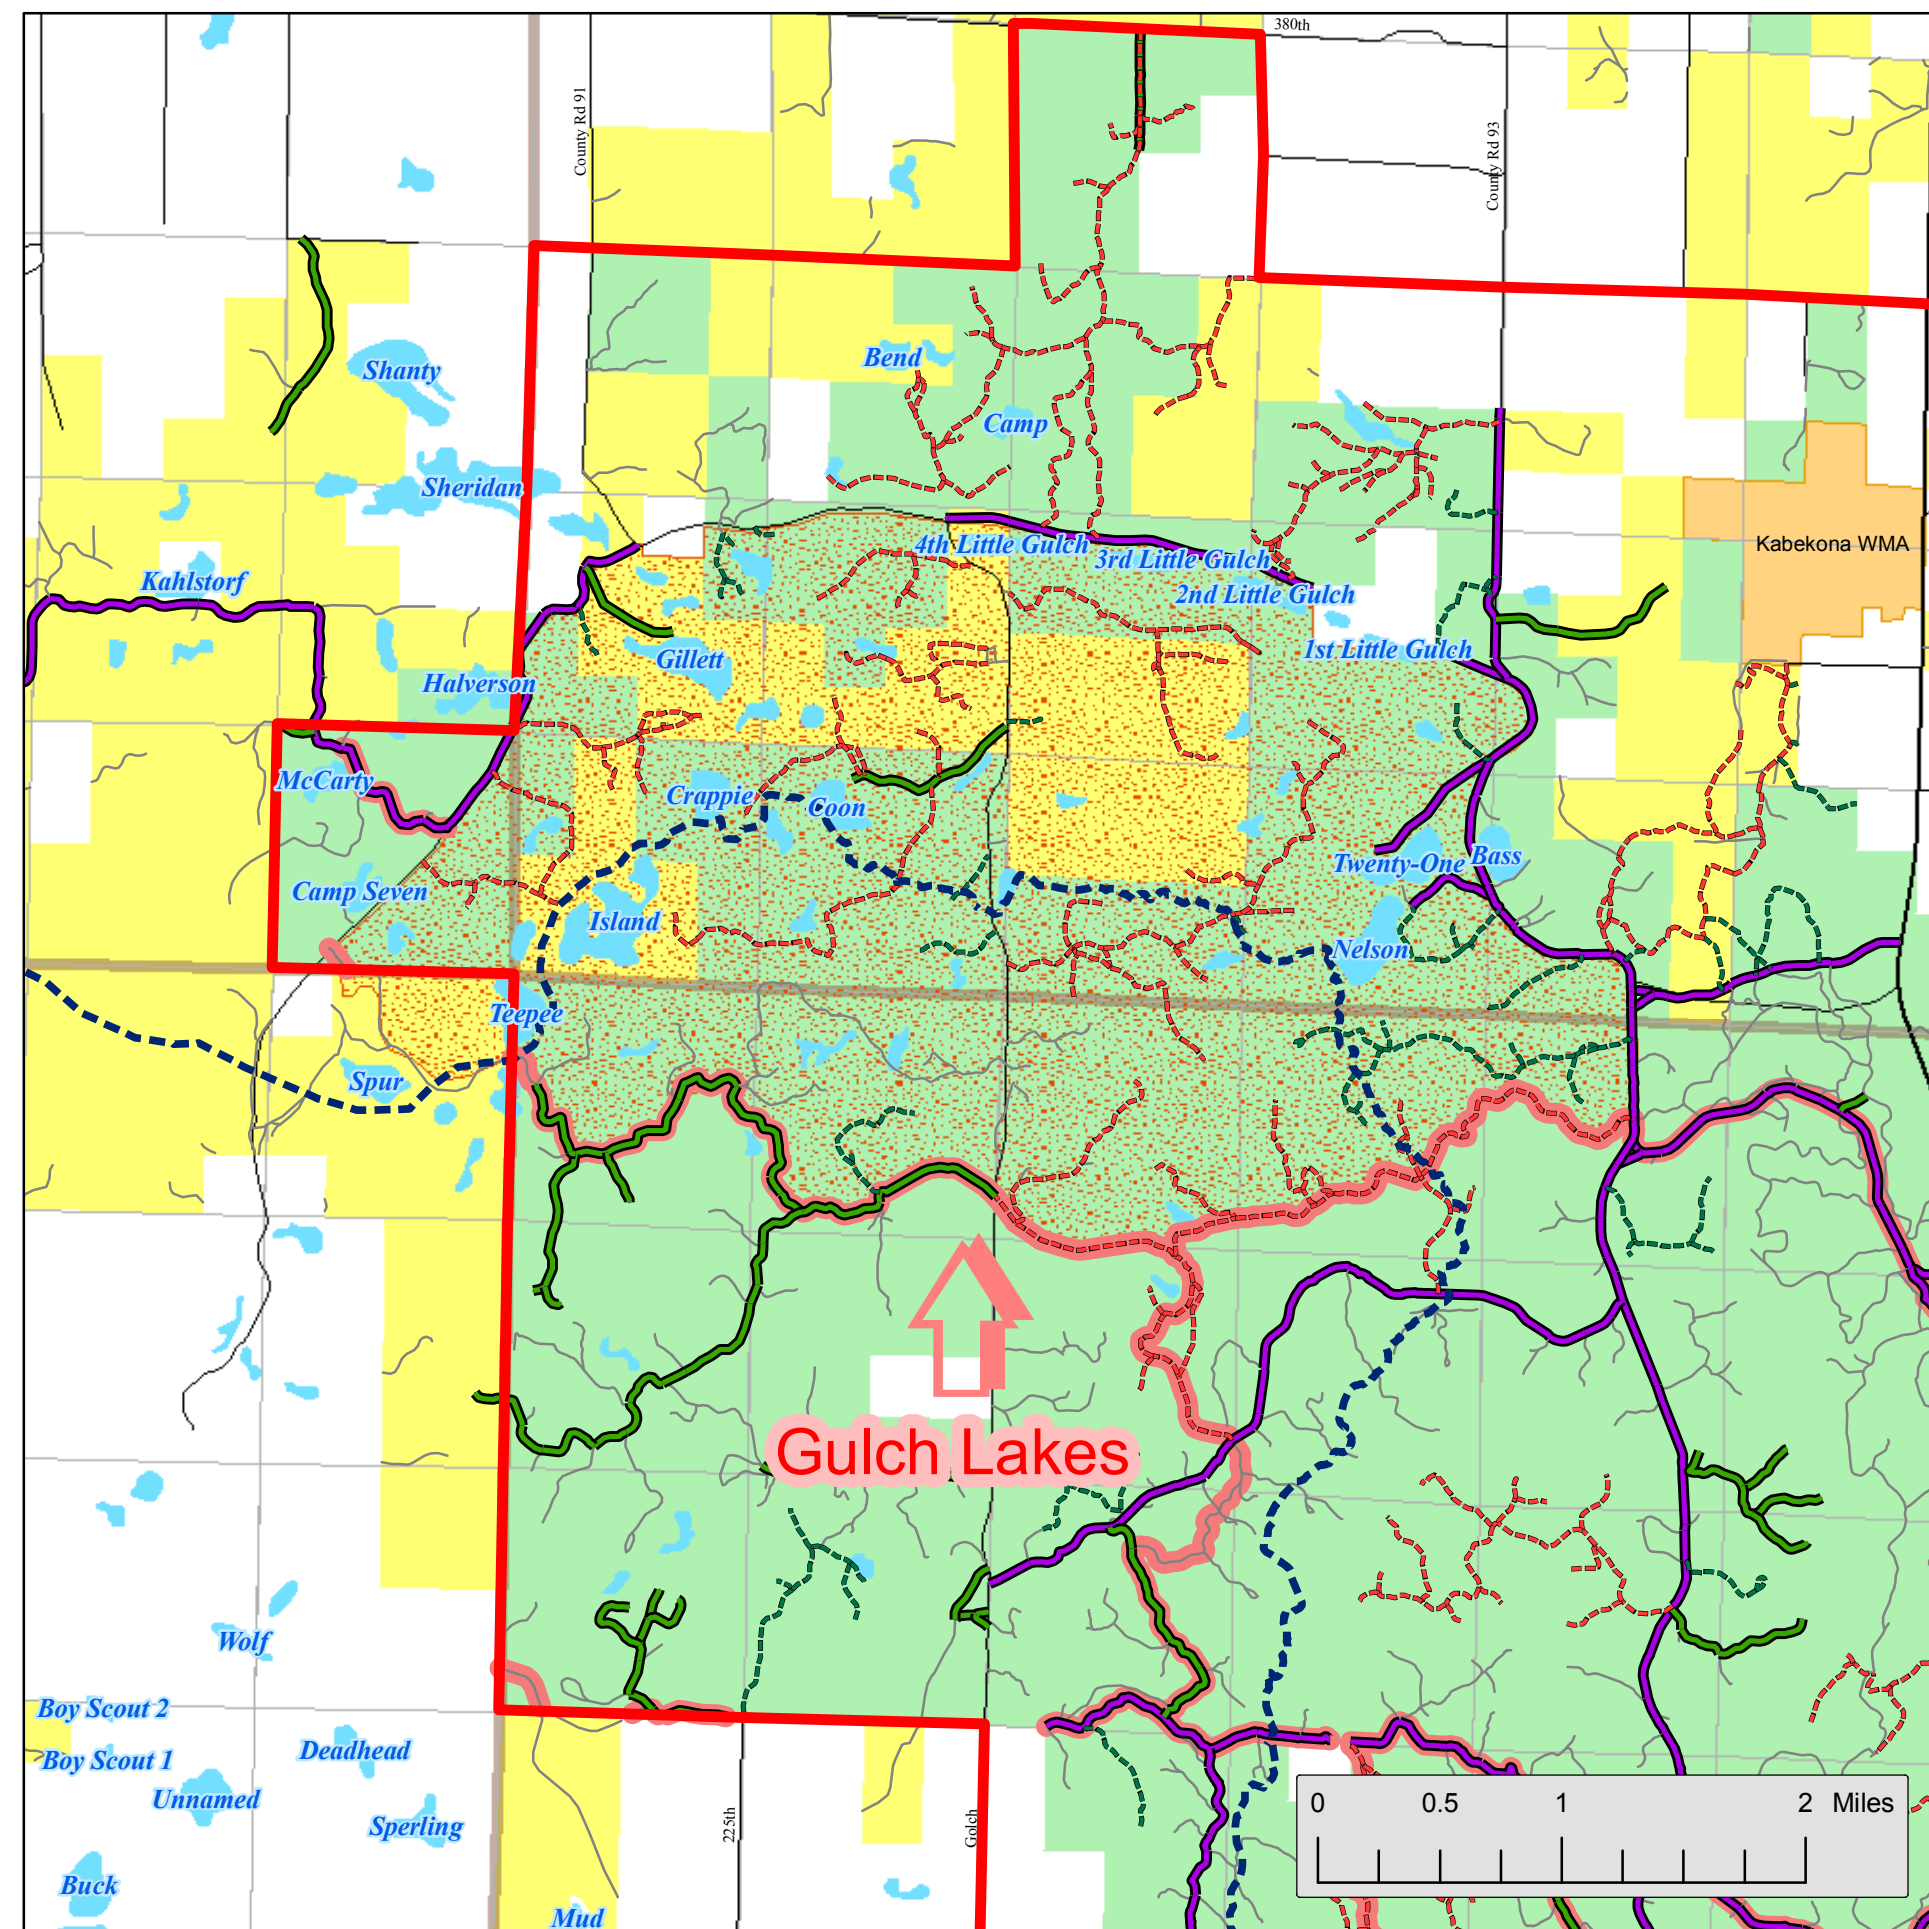 380th
County Rd 91
County Rd 93
Bend
Shanty
Camp
Sheridan
Kabekona WMA
4th Little Gulch
3rd Little Gulch
Kahlstorf
2nd Little Gulch
1st Little Gulch
Gillett
Halverson
McCarty
Crappie
Coon
Twenty-One
Bass
Camp Seven
Island
Nelson
Teepee
Spur
Gulch Lakes
Wolf
Boy Scout 2
Deadhead
Boy Scout 1
Unnamed
Sperling
225th
Golch
0 0.5 1 2 Miles
Buck
Mud